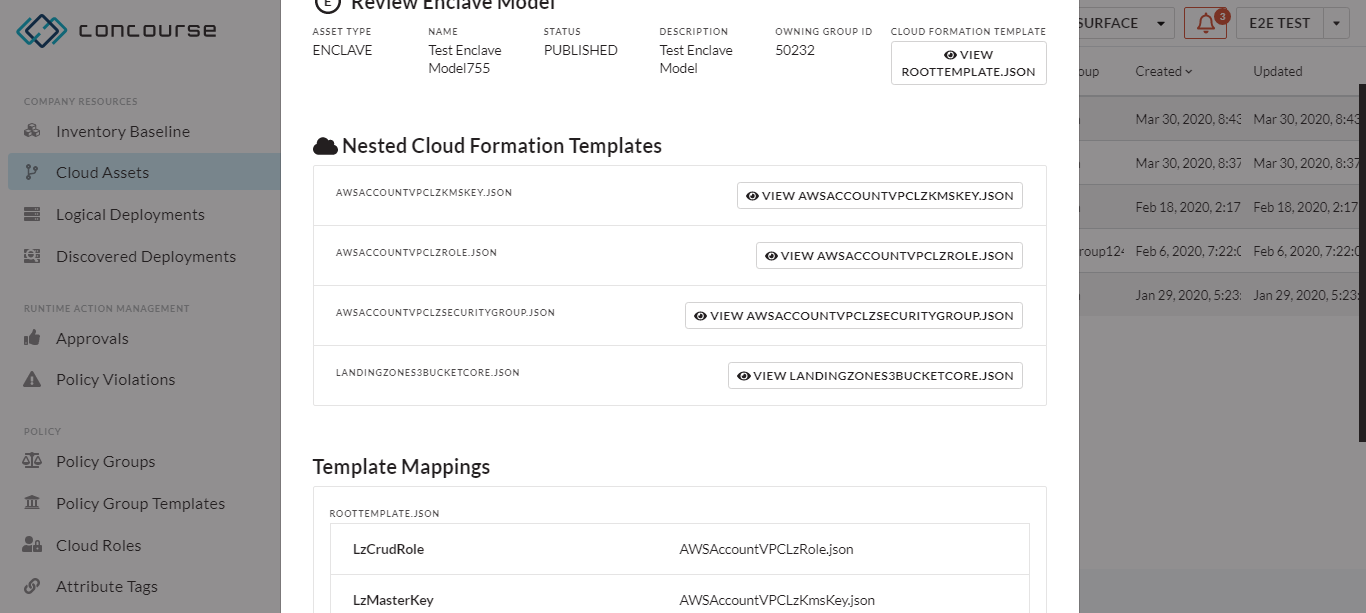 concourse
COMPANY RESOURCES
Inventory Baseline
Cloud Assets
Logical Deployments
Discovered Deployments
RUNTIME ACTION MANAGEMENT
Approvals
Policy Violations
POLICY
Policy Groups
Policy Group Templates
Cloud Roles
Attribute Tags
E Review Enclave Model
ASSET TYPE
ENCLAVE
NAME
Test Enclave
Model755
STATUS
PUBLISHED
DESCRIPTION
Test Enclave
Model
OWNING GROUP ID
50232
CLOUD FORMATION TEMPLATE
VIEW
ROOTTEMPLATE.JSON
Nested Cloud Formation Templates
AWSACCOUNTVPCLZKMSKEY.JSON
VIEW AWSACCOUNTVPCLZKMSKEY.JSON
AWSACCOUNTVPCLZROLE.JSON
VIEW AWSACCOUNTVPCLZROLE.JSON
AWSACCOUNTVPCLZSECURITYGROUP.JSON
VIEW AWSACCOUNTVPCLZSECURITYGROUP.JSON
LANDINGZONES3BUCKETCORE.JSON
VIEW LANDINGZONES3BUCKETCORE.JSON
Template Mappings
ROOTTEMPLATE.JSON
LzCrudRole AWSAccountVPCLzRole.json
LzMasterKey AWSAccountVPCLzKmsKey.json
SURFACE
3
E2E TEST
oup Created Updated
Mar 30, 2020, 8:43 Mar 30, 2020, 8:43
Mar 30, 2020, 8:37 Mar 30, 2020, 8:37
Feb 18, 2020, 2:17 Feb 18, 2020, 2:17
roup124 Feb 6, 2020, 7:22:0 Feb 6, 2020, 7:22:0
Jan 29, 2020, 5:23: Jan 29, 2020, 5:23: